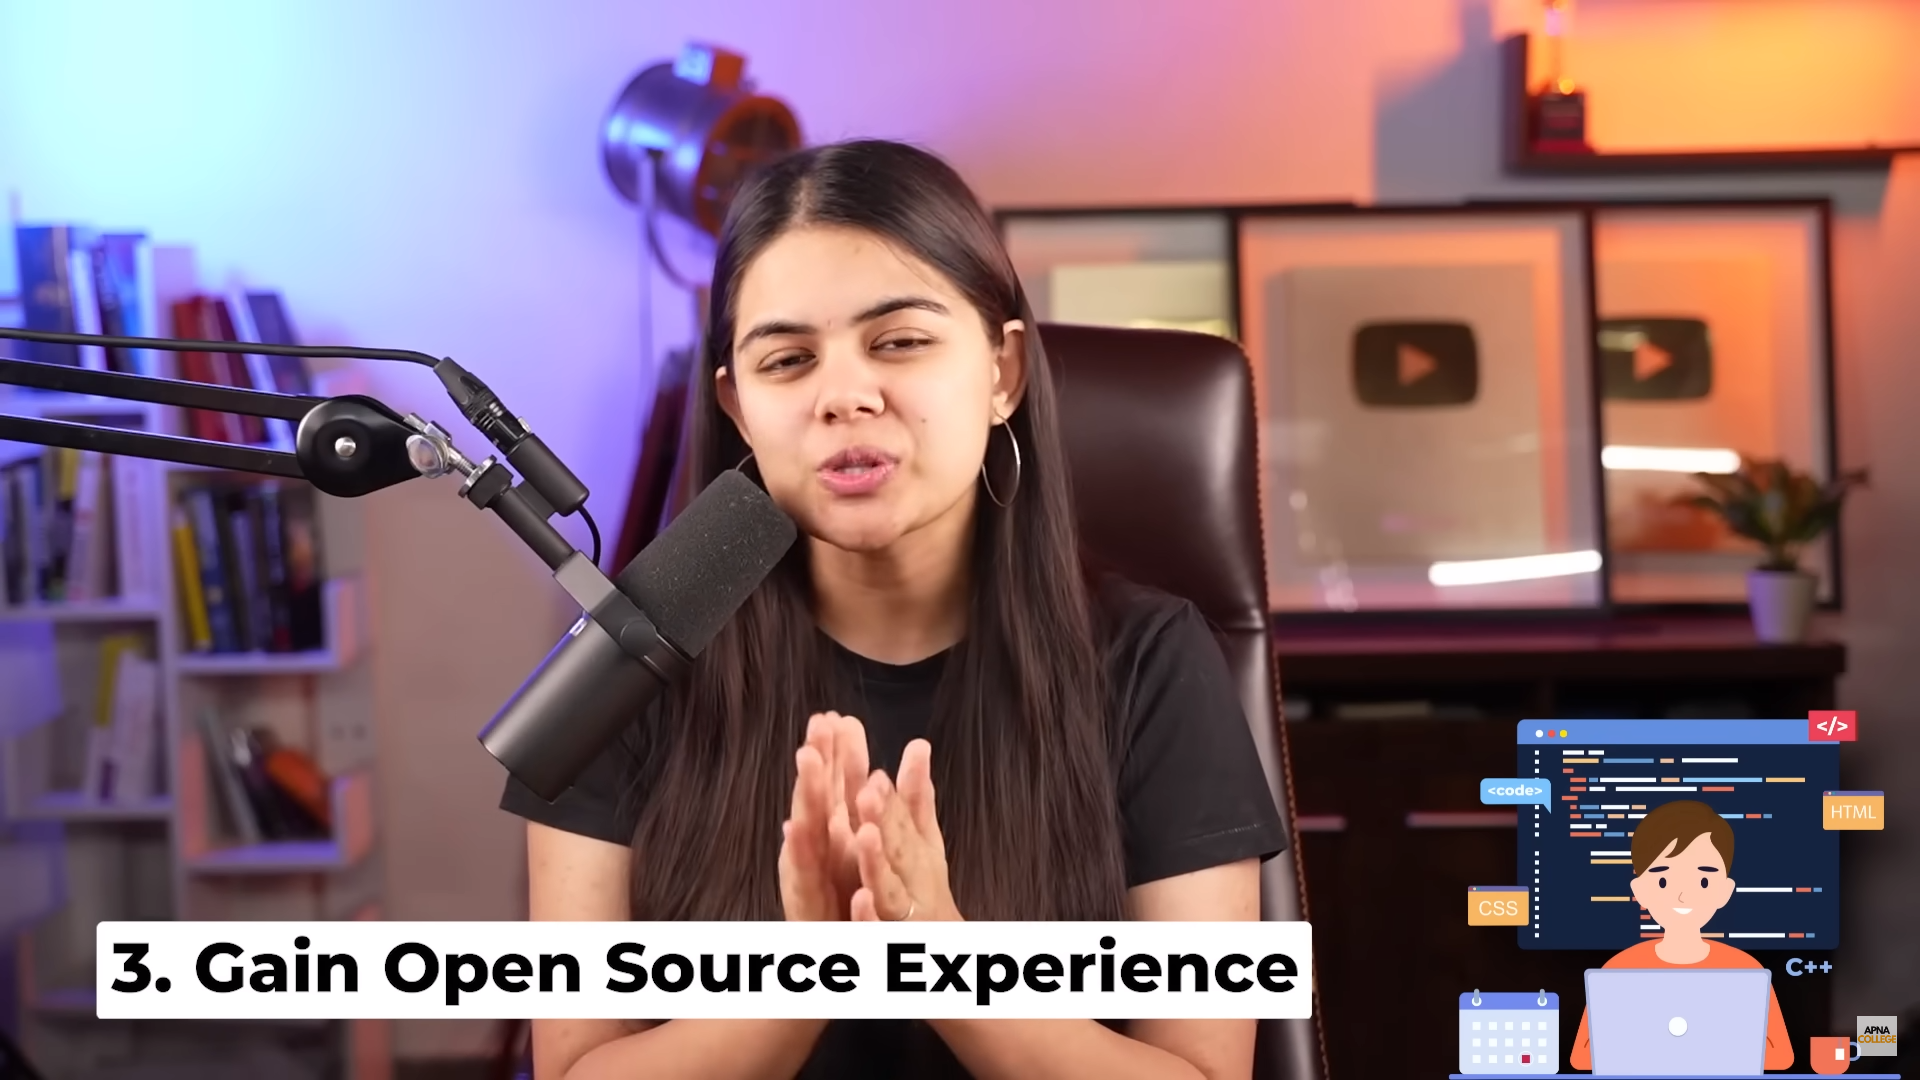 </>
<code>
HTML
CSS
3. Gain Open Source Experience
C++
APNA
COLLEGE